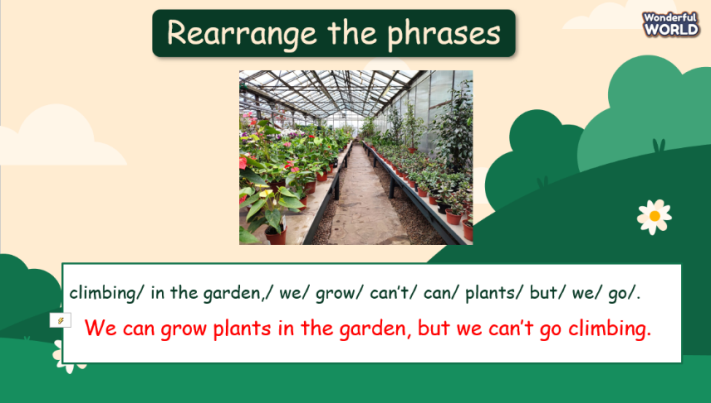 Rearrange the phrases
Wonderful
WORLD
climbing/ in the garden,/ we/ grow/ can't/ can/ plants/ but/ we/ go/.
We can grow plants in the garden, but we can't go climbing.